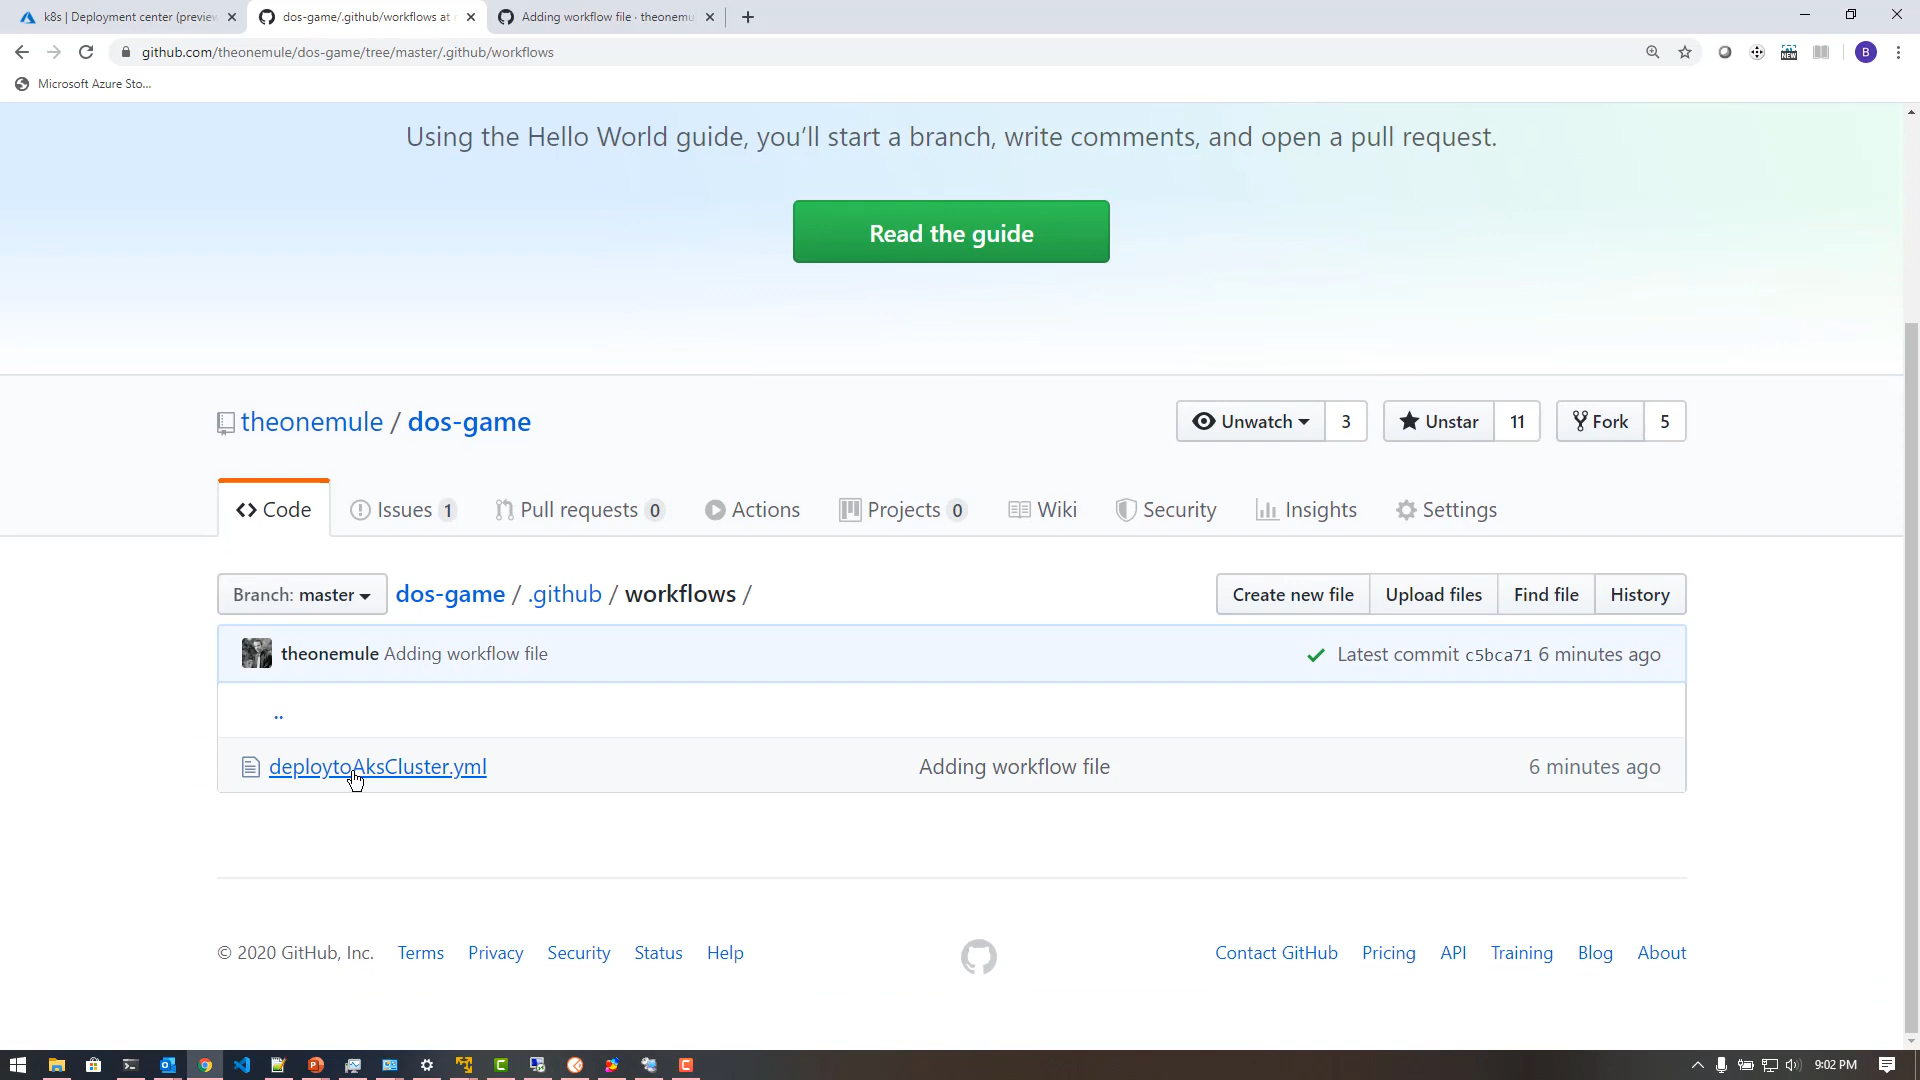 k8s | Deployment center (preview
dos-game/.github/workflows at
Adding workflow file · theonemu
github.com/theonemule/dos-game/tree/master/.github/workflows
NEW
B
Microsoft Azure Sto...
Using the Hello World guide, you’ll start a branch, write comments, and open a pull request.
Read the guide
theonemule / dos-game
Unwatch 3
Unstar 11
Fork 5
Code
Issues 1
Pull requests 0
Actions
Projects 0
Wiki
Security
Insights
Settings
Branch: master
dos-game / .github / workflows /
Create new file
Upload files
Find file
History
theonemule Adding workflow file
Latest commit c5bca71 6 minutes ago
..
deploytoAksCluster.yml
Adding workflow file
6 minutes ago
© 2020 GitHub, Inc.
Terms
Privacy
Security
Status
Help
Contact GitHub
Pricing
API
Training
Blog
About
9:02 PM